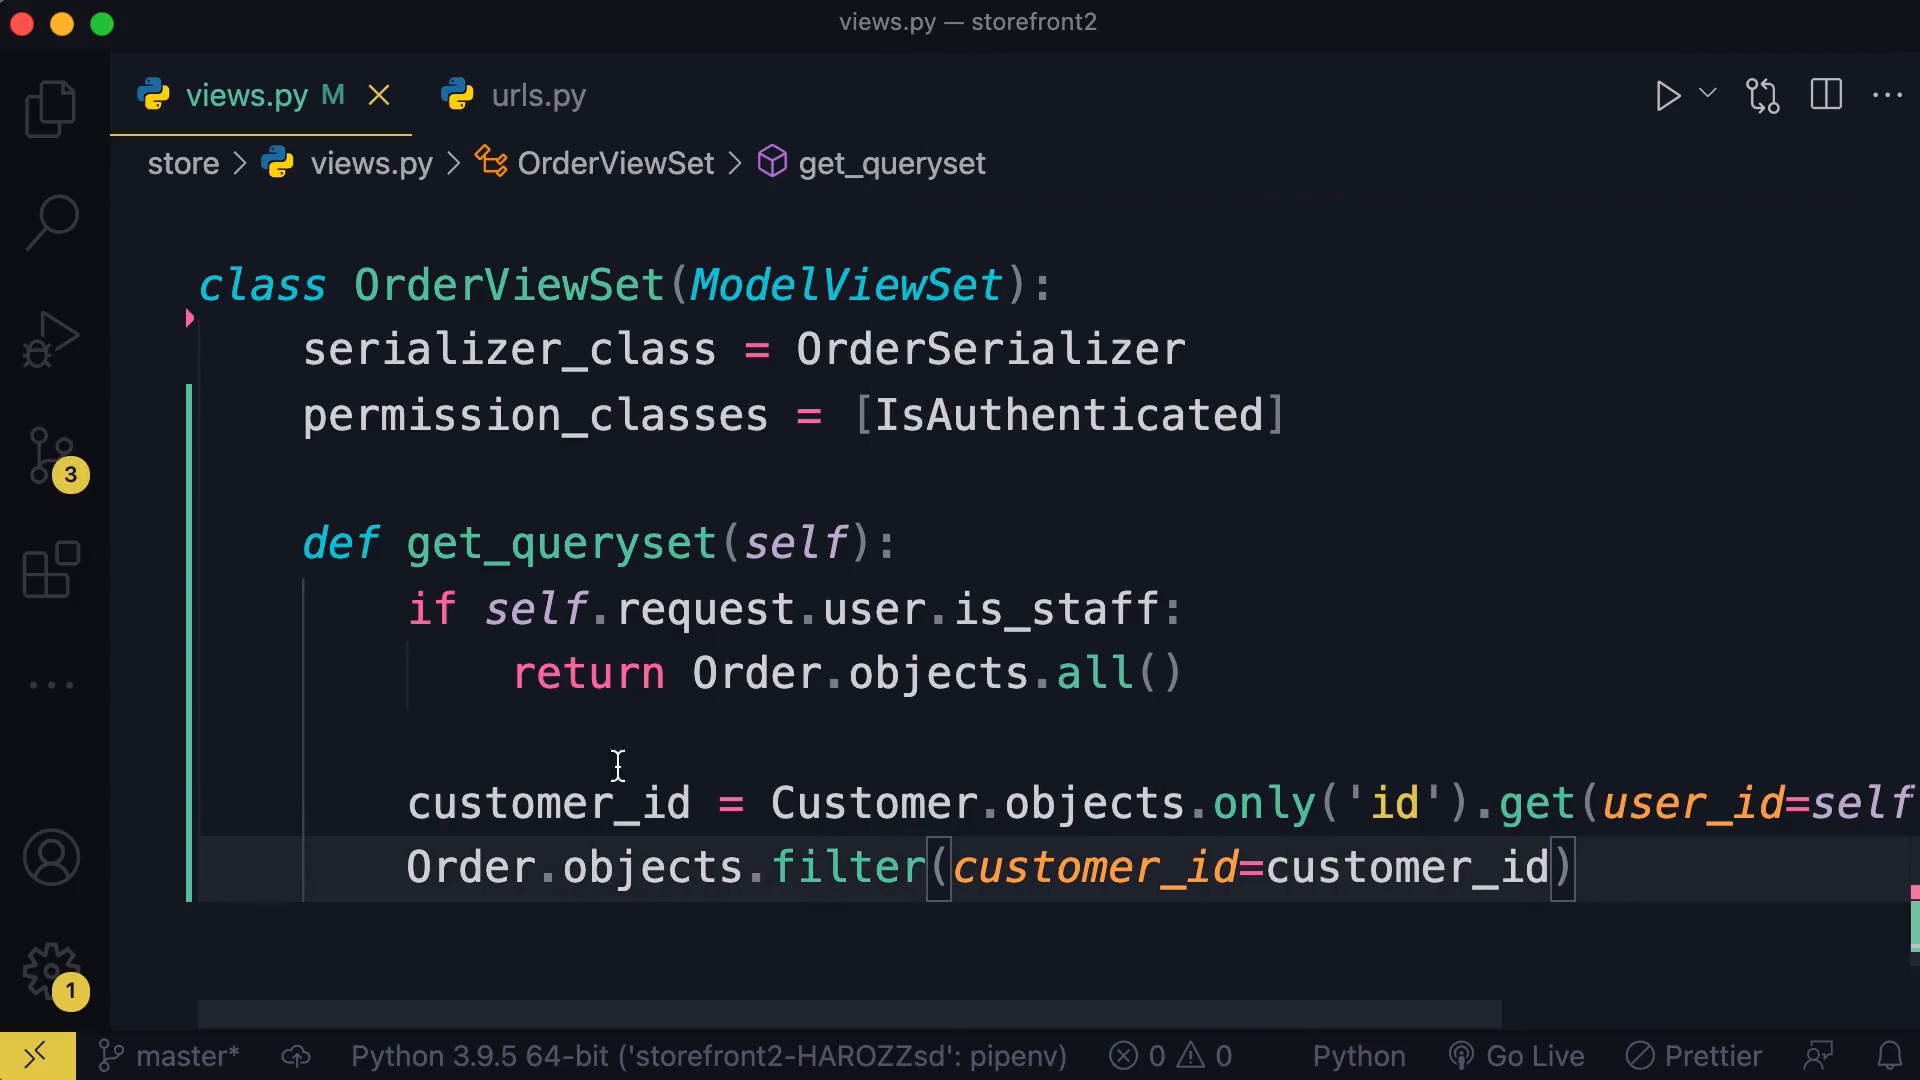 views.py — storefront2
views.py M urls.py
store > views.py > OrderViewSet > get_queryset
class OrderViewSet(ModelViewSet):
serializer_class = OrderSerializer
permission_classes = [IsAuthenticated]
def get_queryset(self):
if self.request.user.is_staff:
return Order.objects.all()
customer_id = Customer.objects.only('id').get(user_id=self
Order.objects.filter(customer_id=customer_id)
3
1
master* Python 3.9.5 64-bit ('storefront2-HAROZZsd': pipenv) 0 0 Python Go Live Prettier